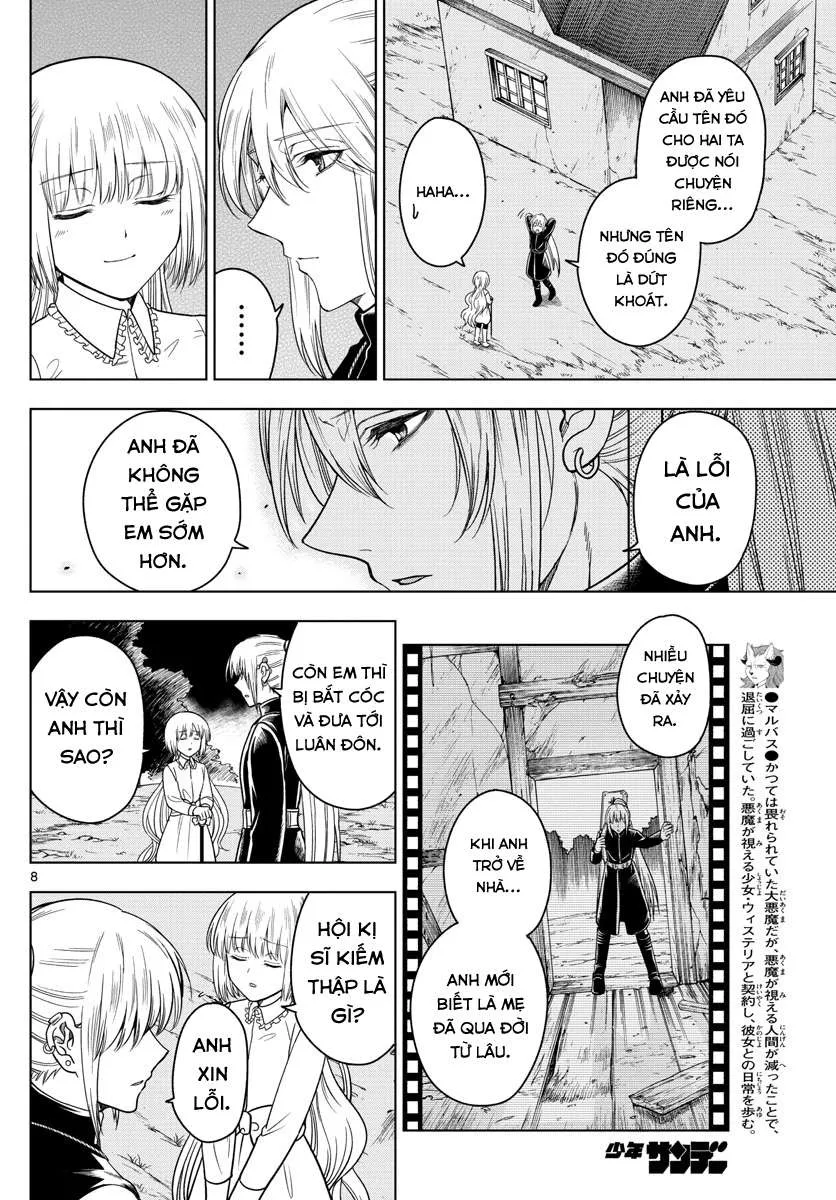 ANH ĐÃ YÊU
CẦU TÊN ĐÓ
CHO HAI TA
ĐƯỢC NÓI
CHUYỆN
RIÊNG...
NHƯNG TÊN
ĐÓ ĐÚNG
LÀ DỨT
KHOÁT.
HAHA...
......
LÀ LỖI
CỦA
ANH.
ANH ĐÃ
KHÔNG
THỂ GẶP
EM SỚM
HƠN.
NHIỀU
CHUYỆN
ĐÃ XẢY
RA.
KHI ANH
TRỞ VỀ
NHÀ...
ANH MỚI
BIẾT LÀ MẸ
ĐÃ QUA ĐỜI
TỪ LÂU.
●マルバス●かつては畏れられていた大悪魔だが、悪魔が視える人間が減ったことで、
退屈に過ごしていた。悪魔が視える少女・ウィステリアと契約し、彼女との日常を歩む。
少年サンデー
CÒN EM THÌ
BỊ BẮT CÓC
VÀ ĐƯA TỚI
LUÂN ĐÔN.
VẬY CÒN
ANH THÌ
SAO?
8
HỘI KỊ
SĨ KIẾM
THẬP LÀ
GÌ?
ANH
XIN
LỖI.